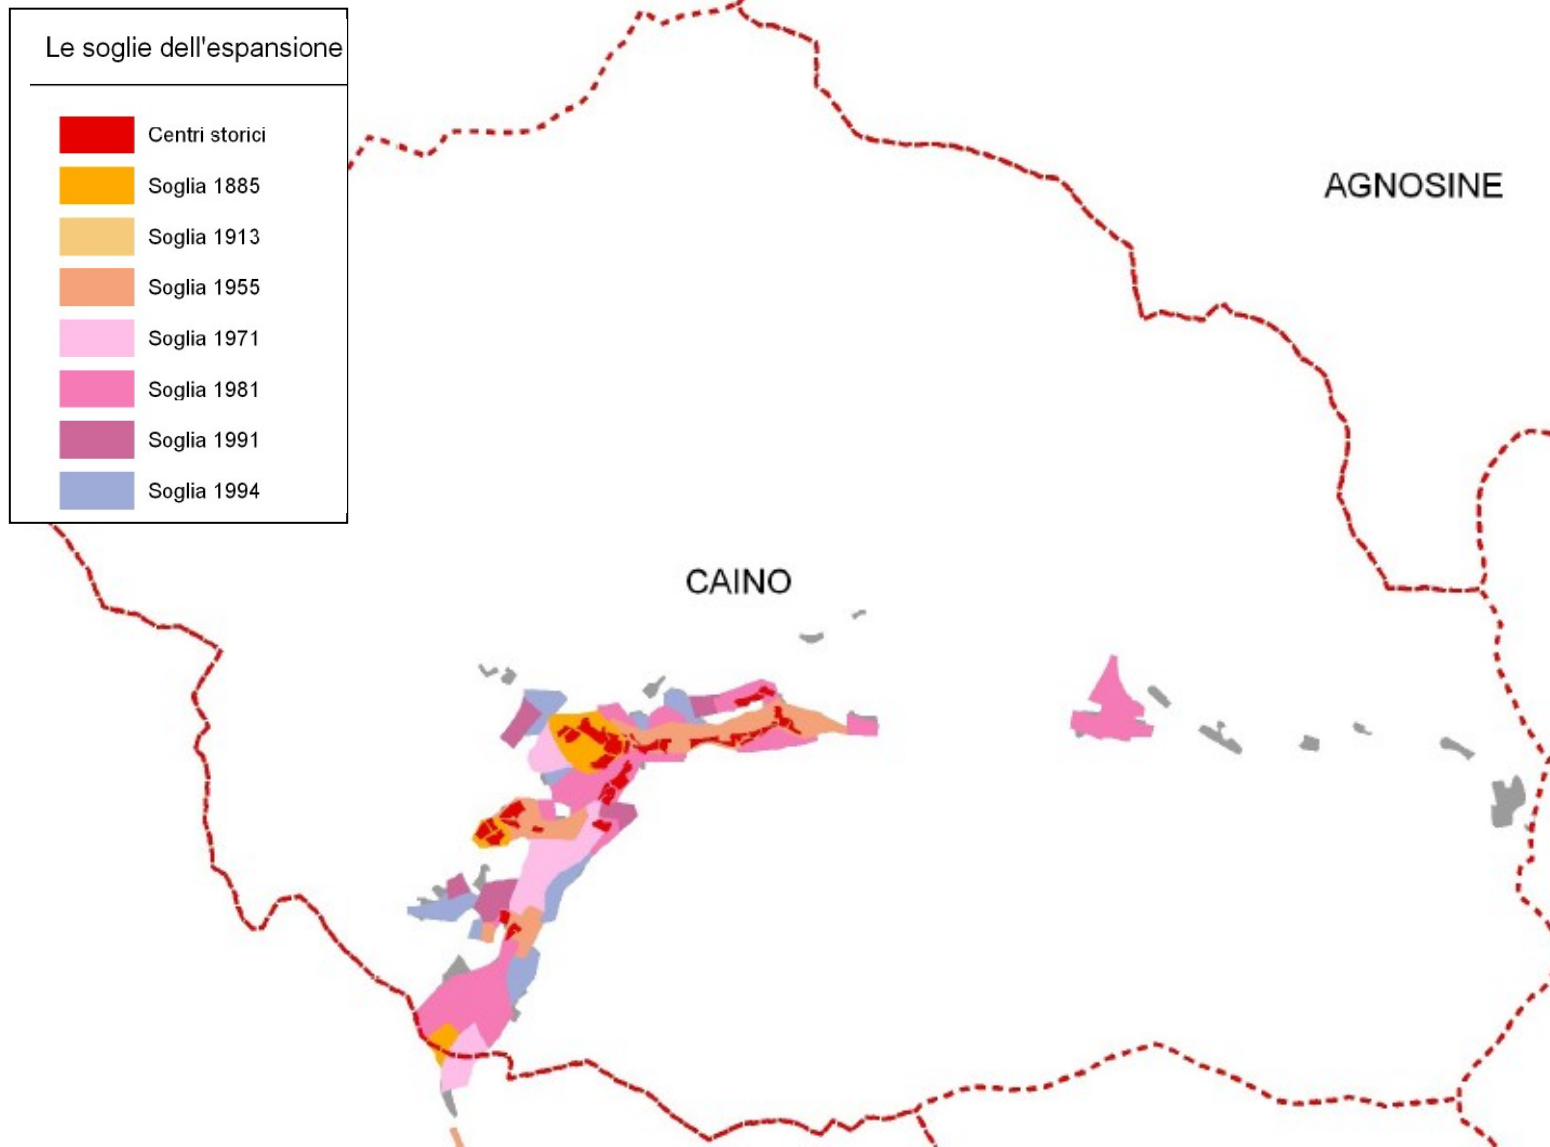 Le soglie dell'espansione
Centri storici
Soglia 1885
Soglia 1913
Soglia 1955
Soglia 1971
Soglia 1981
Soglia 1991
Soglia 1994
AGNOSINE
CAINO